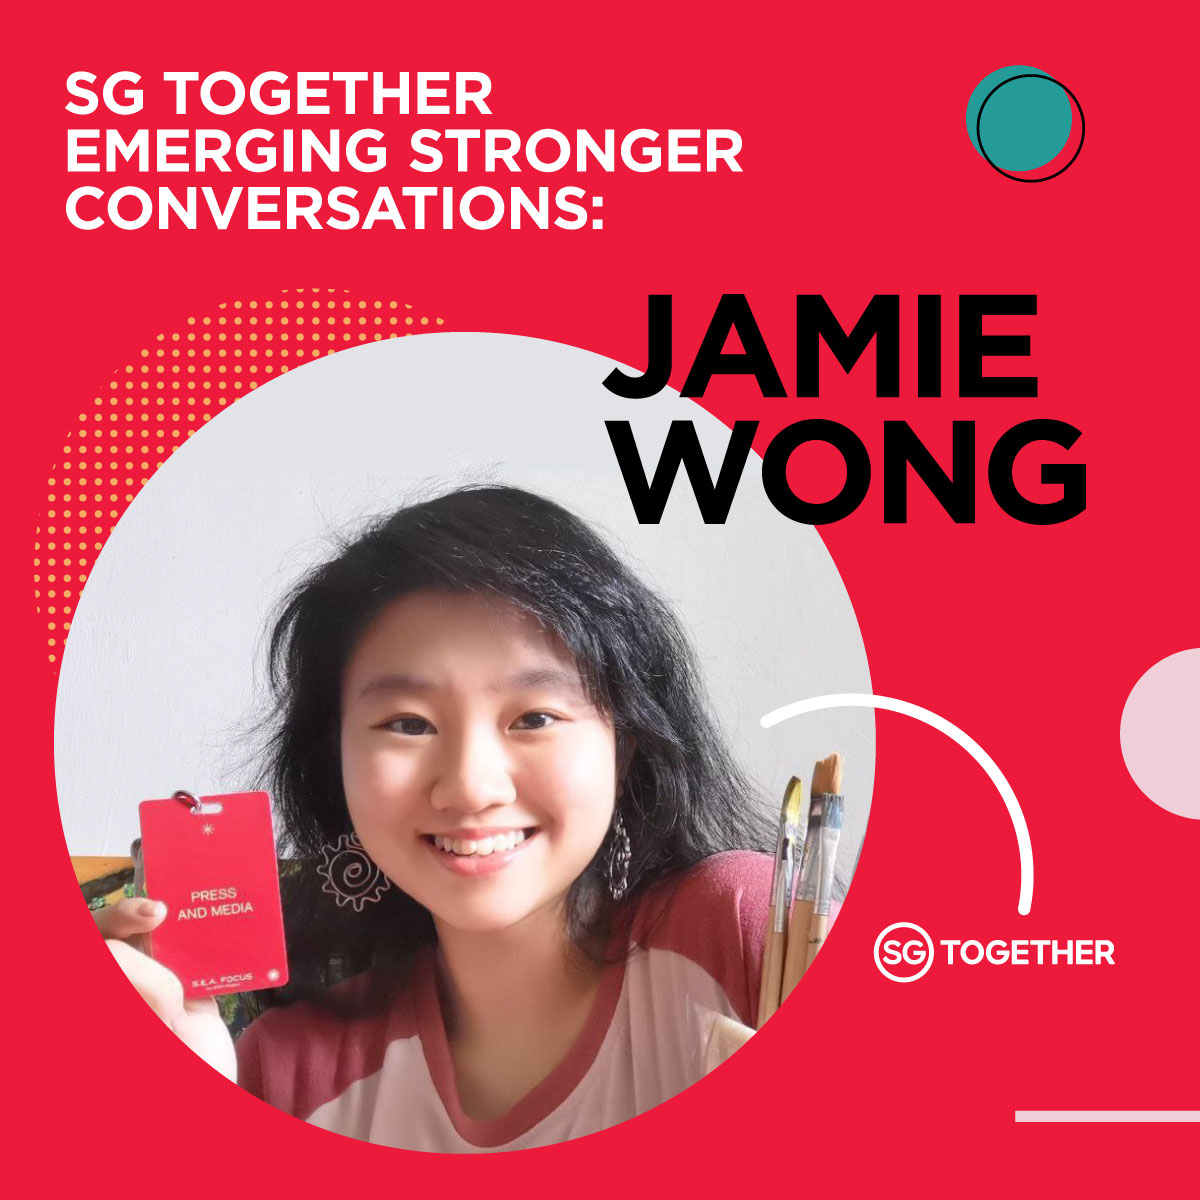 SG TOGETHER
EMERGING STRONGER
CONVERSATIONS:
JAMIE
WONG
PRESS
AND MEDIA
S.E.A. FOCUS
SG TOGETHER